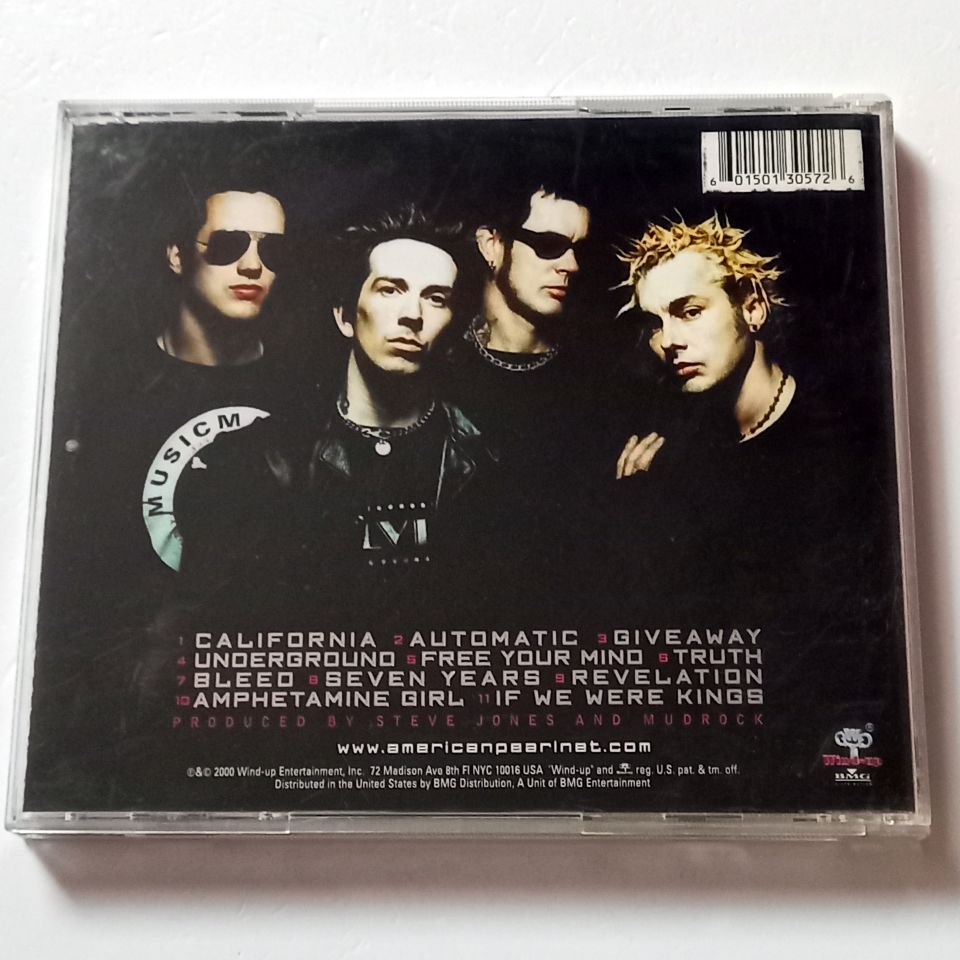 6 01501 30572 6
MUSICM
1 CALIFORNIA 2 AUTOMATIC 3 GIVEAWAY
4 UNDERGROUND 5 FREE YOUR MIND 6 TRUTH
7 BLEED 8 SEVEN YEARS 9 REVELATION
10 AMPHETAMINE GIRL 11 IF WE WERE KINGS
PRODUCED BY STEVE JONES AND MUDROCK
www.americanpearlnet.com
℗&© 2000 Wind-up Entertainment, Inc. 72 Madison Ave 8th Fl NYC 10016 USA "Wind-up" and reg. U.S. pat. & tm. off.
Distributed in the United States by BMG Distribution, A Unit of BMG Entertainment
®
Wind-up
BMG